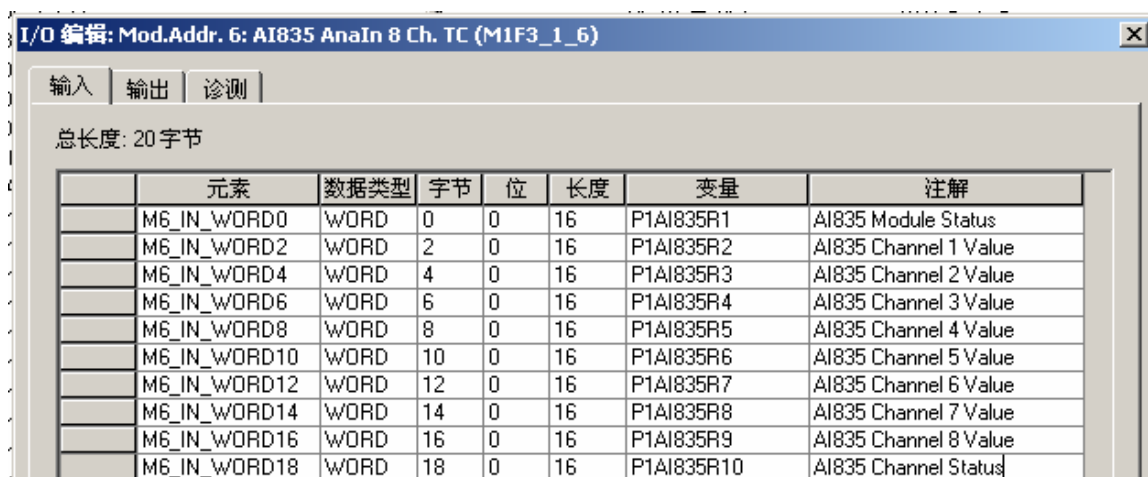 I/O 编辑: Mod.Addr. 6: AI835 AnaIn 8 Ch. TC (M1F3_1_6)
输入 输出 诊测
总长度: 20 字节
元素 数据类型 字节 位 长度 变量 注解
M6_IN_WORD0 WORD 0 0 16 P1AI835R1 AI835 Module Status
M6_IN_WORD2 WORD 2 0 16 P1AI835R2 AI835 Channel 1 Value
M6_IN_WORD4 WORD 4 0 16 P1AI835R3 AI835 Channel 2 Value
M6_IN_WORD6 WORD 6 0 16 P1AI835R4 AI835 Channel 3 Value
M6_IN_WORD8 WORD 8 0 16 P1AI835R5 AI835 Channel 4 Value
M6_IN_WORD10 WORD 10 0 16 P1AI835R6 AI835 Channel 5 Value
M6_IN_WORD12 WORD 12 0 16 P1AI835R7 AI835 Channel 6 Value
M6_IN_WORD14 WORD 14 0 16 P1AI835R8 AI835 Channel 7 Value
M6_IN_WORD16 WORD 16 0 16 P1AI835R9 AI835 Channel 8 Value
M6_IN_WORD18 WORD 18 0 16 P1AI835R10 AI835 Channel Status